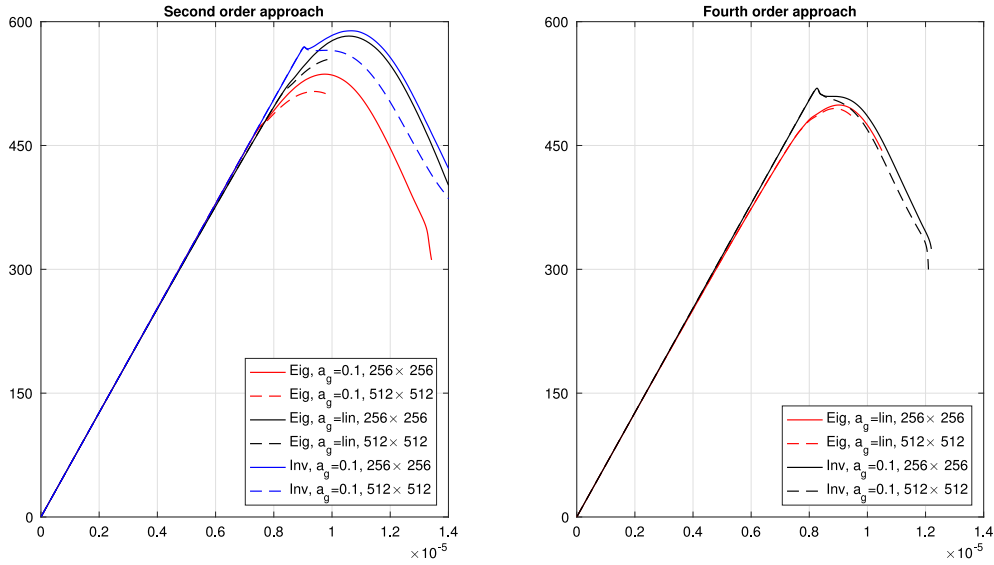 Second order approach
600
450
300
150
0
0
0.2
0.4
0.6
0.8
1.0
1.2
1.4
×10^-5
Eig, a_g=0.1, 256× 256
Eig, a_g=0.1, 512× 512
Eig, a_g=lin, 256× 256
Eig, a_g=lin, 512× 512
Inv, a_g=0.1, 256× 256
Inv, a_g=0.1, 512× 512
Fourth order approach
600
450
300
150
0
0
0.2
0.4
0.6
0.8
1.0
1.2
1.4
×10^-5
Eig, a_g=lin, 256× 256
Eig, a_g=lin, 512× 512
Inv, a_g=0.1, 256× 256
Inv, a_g=0.1, 512× 512